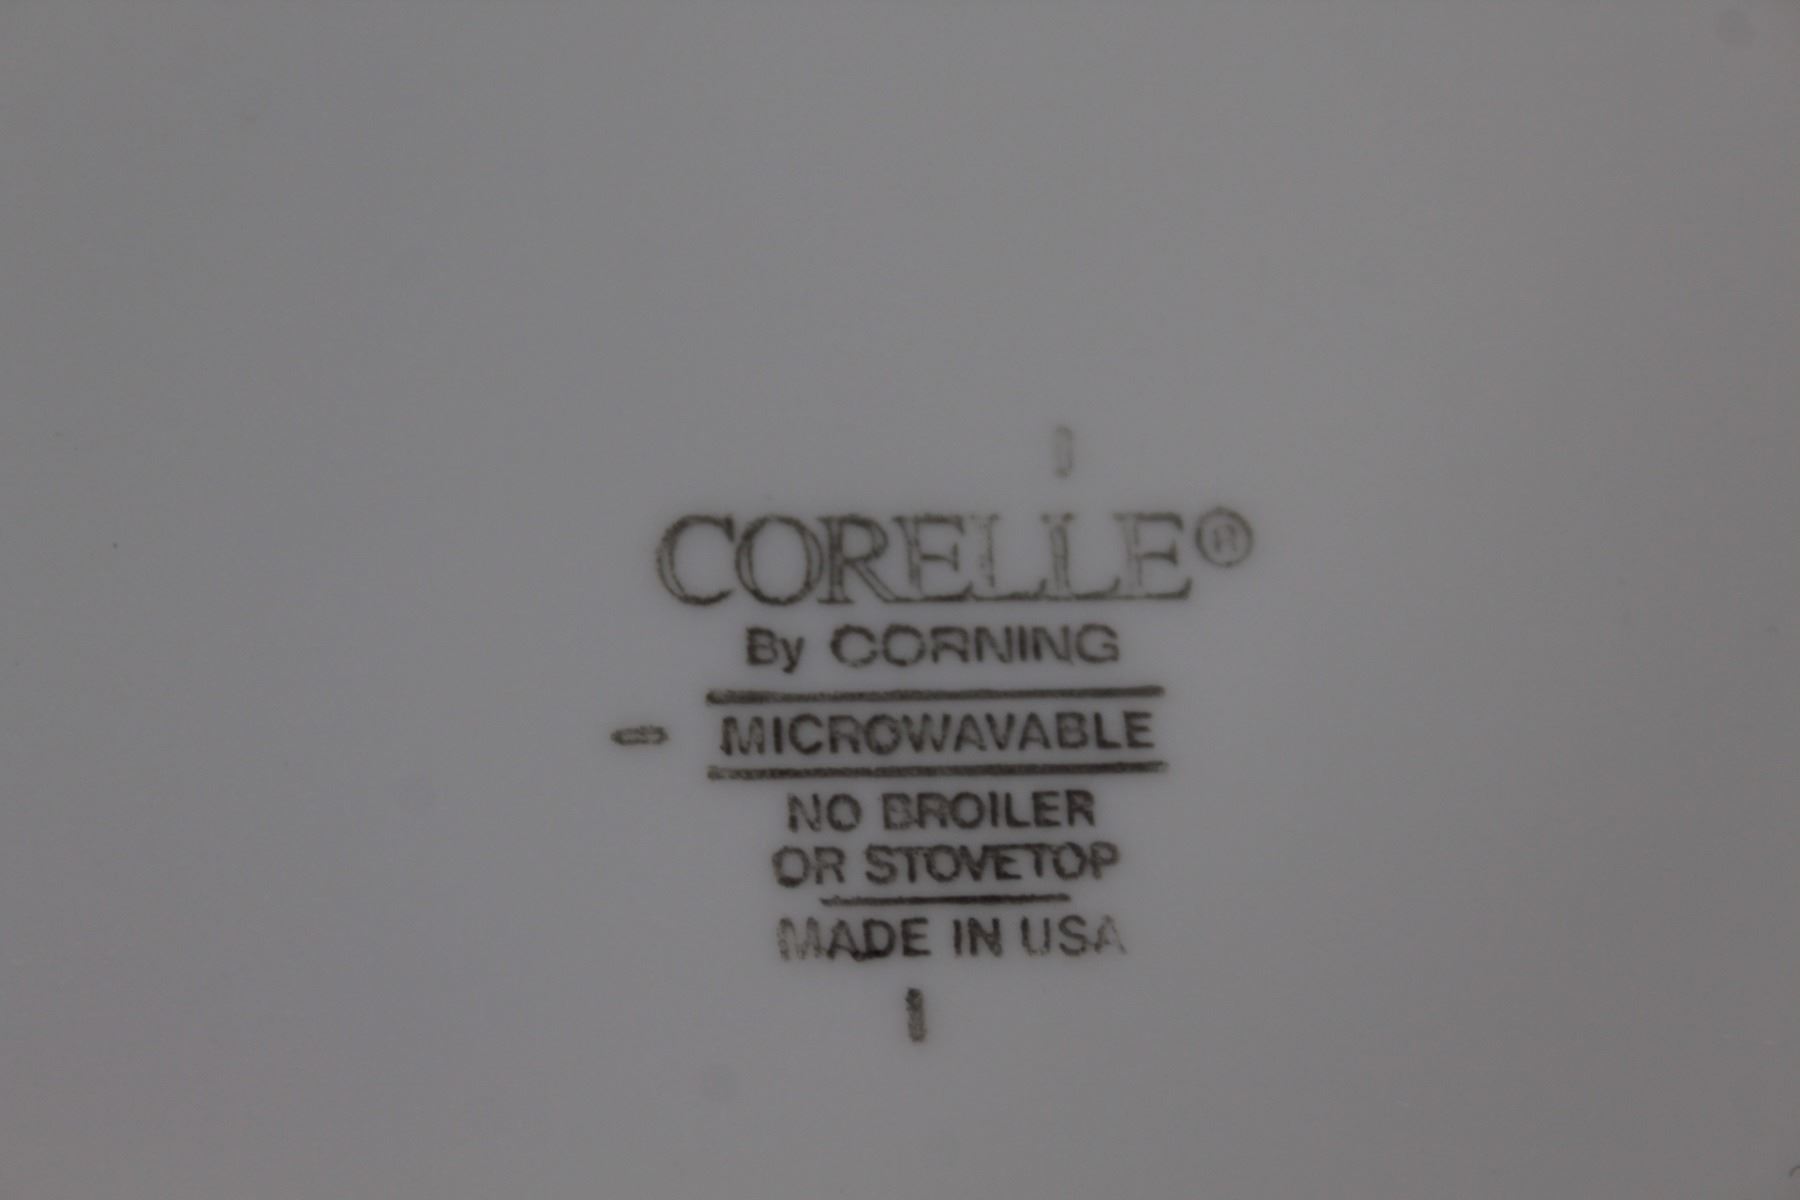 CORELLE®
By CORNING
MICROWAVABLE
NO BROILER
OR STOVETOP
MADE IN USA